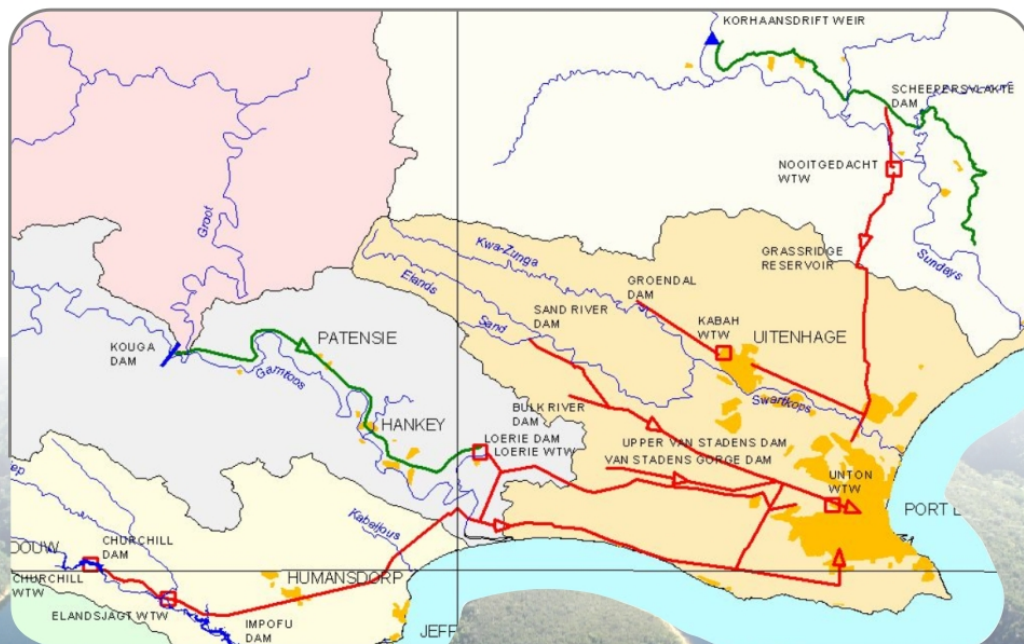 KORHAANSDRIFT WEIR
SCHEEPERSVLAKTE
DAM
NOOITGEDACHT
WTW
Groot
Kwa-Zunga
GRASSRIDGE
RESERVOIR
Sundays
Elands
GROENDAL
DAM
SAND RIVER
DAM
Sand
KABAH
WTW
UITENHAGE
PATENSIE
KOUGA
DAM
Gamtoos
Swartkops
BULK RIVER
DAM
HANKEY
LOERIE DAM
LOERIE WTW
UPPER VAN STADENS DAM
VAN STADENS GORGE DAM
UNTON
WTW
PORT
Kabeljous
CHURCHILL
DAM
DOUW
CHURCHILL
WTW
HUMANSDORP
ELANDSJAGT WTW
IMPOFU
DAM
JEFF